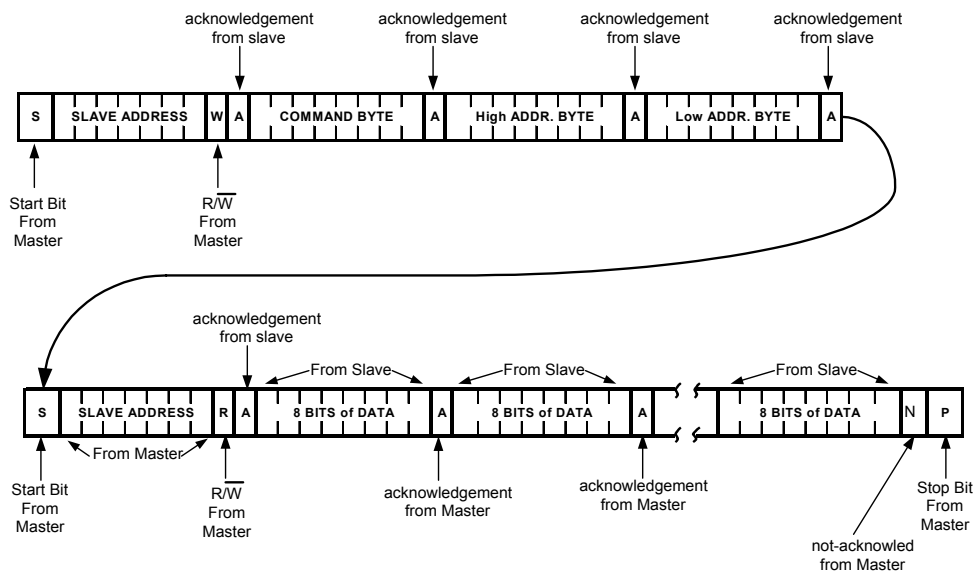 acknowledgement
from slave
acknowledgement
from slave
acknowledgement
from slave
acknowledgement
from slave
S SLAVE ADDRESS W A COMMAND BYTE A High ADDR. BYTE A Low ADDR. BYTE A
Start Bit
From
Master
R/W̅
From
Master
acknowledgement
from slave
From Slave
From Slave
From Slave
S SLAVE ADDRESS R A 8 BITS of DATA A 8 BITS of DATA A 8 BITS of DATA N P
From Master
Start Bit
From
Master
R/W̅
From
Master
acknowledgement
from Master
acknowledgement
from Master
Stop Bit
From
Master
not-acknowled
from Master